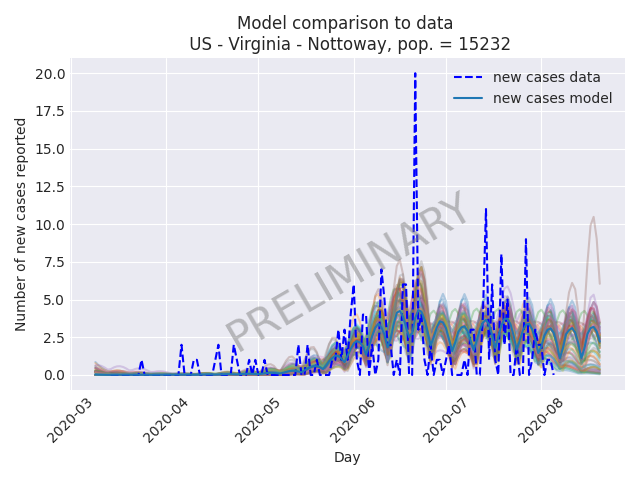 Model comparison to data
US - Virginia - Nottoway, pop. = 15232
new cases data
new cases model
Number of new cases reported
20.0
17.5
15.0
12.5
10.0
7.5
5.0
2.5
0.0
PRELIMINARY
2020-03
2020-04
2020-05
2020-06
2020-07
2020-08
Day